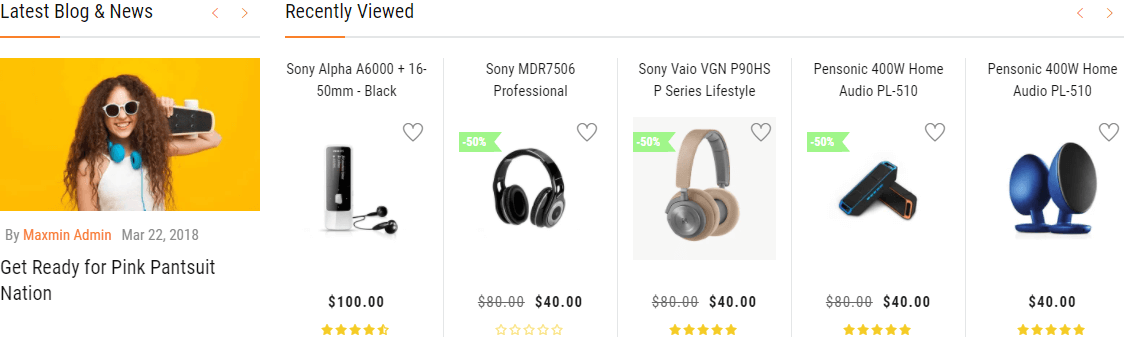 Latest Blog & News
By Maxmin Admin Mar 22, 2018
Get Ready for Pink Pantsuit
Nation
Recently Viewed
Sony Alpha A6000 + 16-
50mm - Black
$100.00
Sony MDR7506
Professional
-50%
$80.00 $40.00
Sony Vaio VGN P90HS
P Series Lifestyle
-50%
$80.00 $40.00
Pensonic 400W Home
Audio PL-510
-50%
$80.00 $40.00
Pensonic 400W Home
Audio PL-510
$40.00